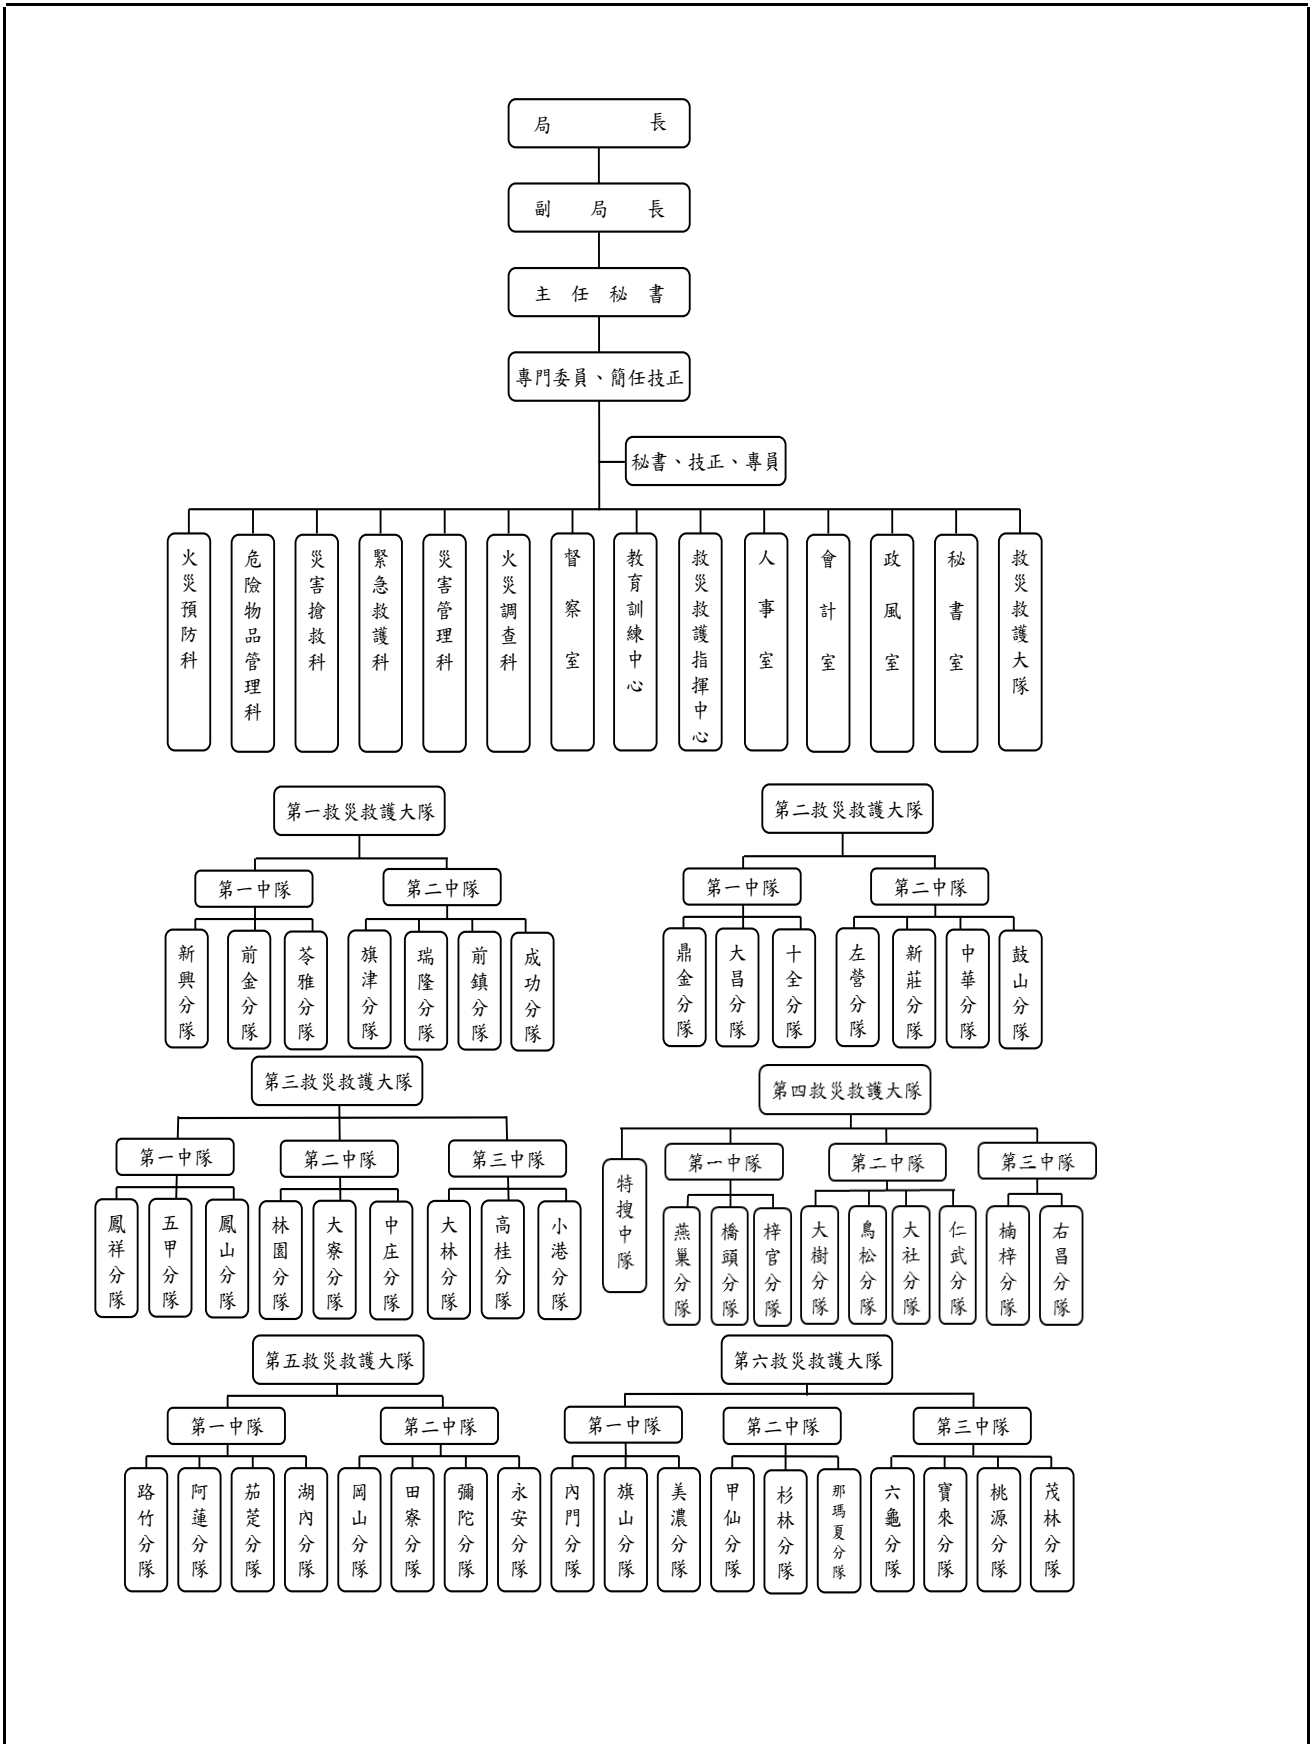 局長
副局長
主任秘書
專門委員、簡任技正
秘書、技正、專員
火災預防科
危險物品管理科
災害搶救科
緊急救護科
災害管理科
火災調查科
督察室
教育訓練中心
救災救護指揮中心
人事室
會計室
政風室
秘書室
救災救護大隊
第一救災救護大隊
第一中隊
新興分隊
前金分隊
苓雅分隊
第二中隊
旗津分隊
瑞隆分隊
前鎮分隊
成功分隊
第二救災救護大隊
第一中隊
鼎金分隊
大昌分隊
十全分隊
第二中隊
左營分隊
新莊分隊
中華分隊
鼓山分隊
第三救災救護大隊
第一中隊
鳳祥分隊
五甲分隊
鳳山分隊
第二中隊
林園分隊
大寮分隊
中庄分隊
第三中隊
大林分隊
高桂分隊
小港分隊
第四救災救護大隊
特搜中隊
第一中隊
燕巢分隊
橋頭分隊
梓官分隊
第二中隊
大樹分隊
鳥松分隊
大社分隊
仁武分隊
第三中隊
楠梓分隊
右昌分隊
第五救災救護大隊
第一中隊
路竹分隊
阿蓮分隊
茄萣分隊
湖內分隊
第二中隊
岡山分隊
田寮分隊
彌陀分隊
永安分隊
第六救災救護大隊
第一中隊
內門分隊
旗山分隊
美濃分隊
第二中隊
甲仙分隊
杉林分隊
那瑪夏分隊
第三中隊
六龜分隊
寶來分隊
桃源分隊
茂林分隊